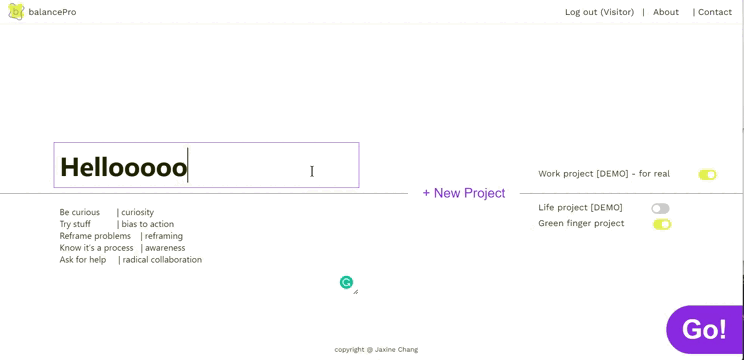 balancePro
Log out (Visitor) | About | Contact
Hellooooo
Work project [DEMO] - for real
+ New Project
Be curious | curiosity
Try stuff | bias to action
Reframe problems | reframing
Know it's a process | awareness
Ask for help | radical collaboration
Life project [DEMO]
Green finger project
Go!
copyright @ Jaxine Chang